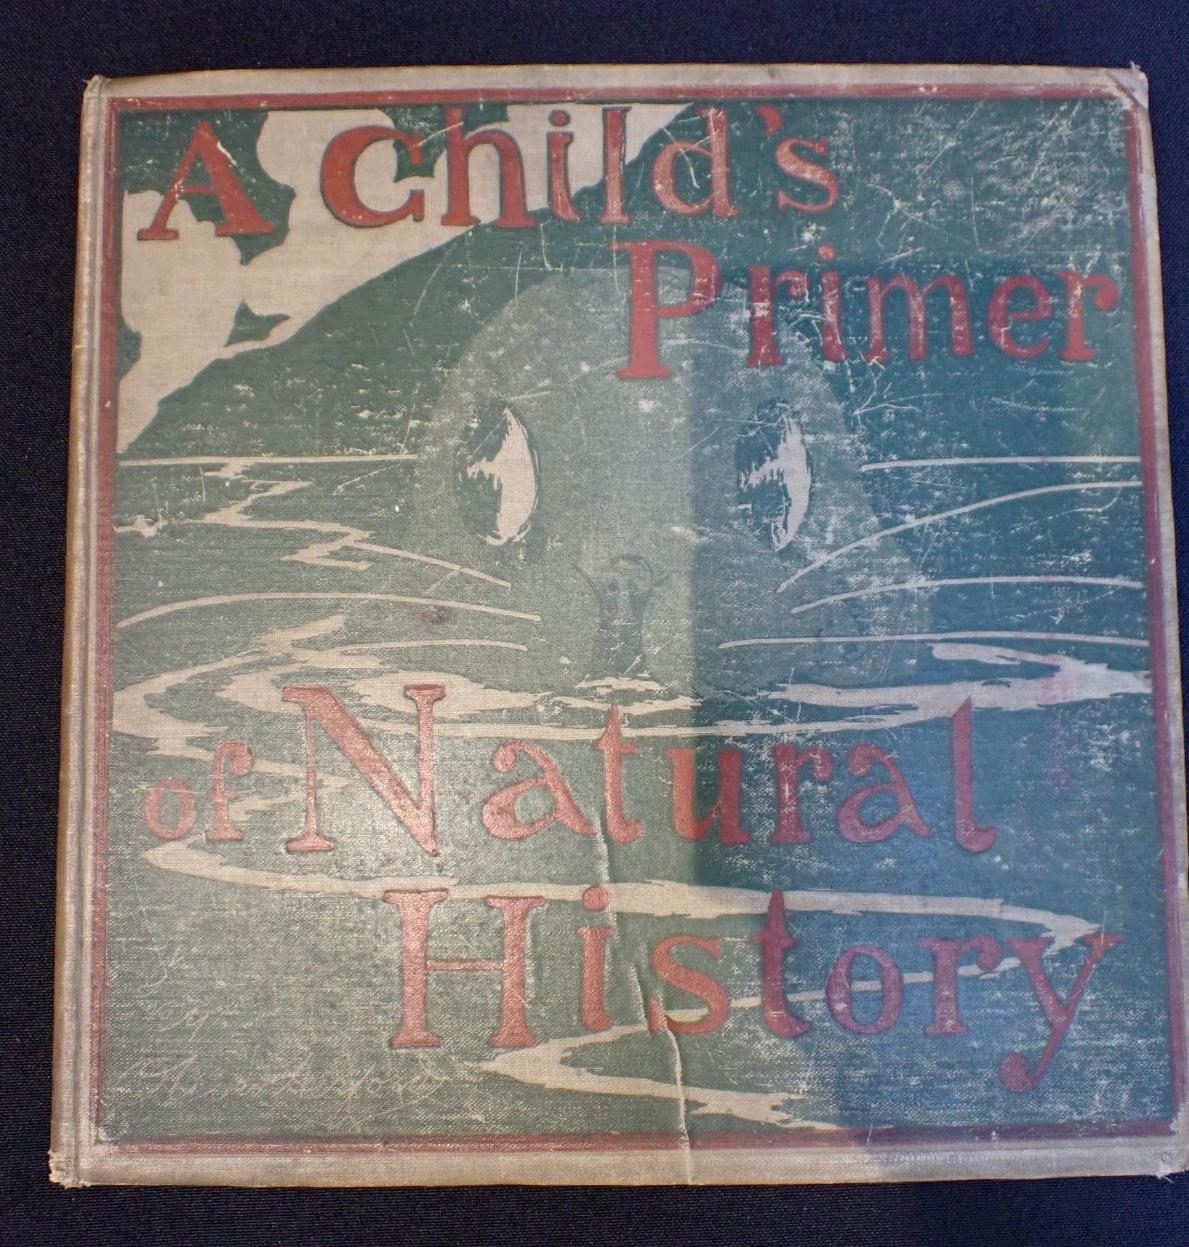 A Child's
Primer
of Natural
History